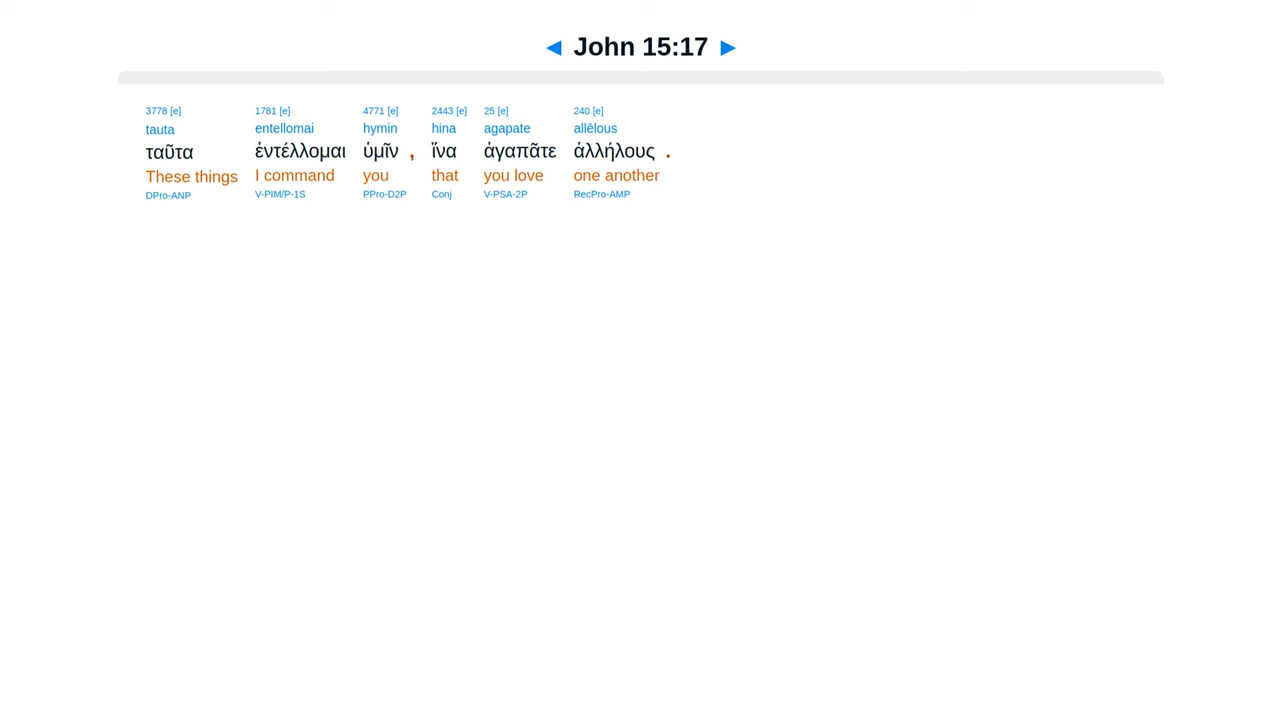 ◄ John 15:17 ►
3778 [e] 1781 [e] 4771 [e] 2443 [e] 25 [e] 240 [e]
tauta entellomai hymin hina agapate allēlous
ταῦτα ἐντέλλομαι ὑμῖν , ἵνα ἀγαπᾶτε ἀλλήλους .
These things I command you that you love one another
DPro-ANP V-PIM/P-1S PPro-D2P Conj V-PSA-2P RecPro-AMP